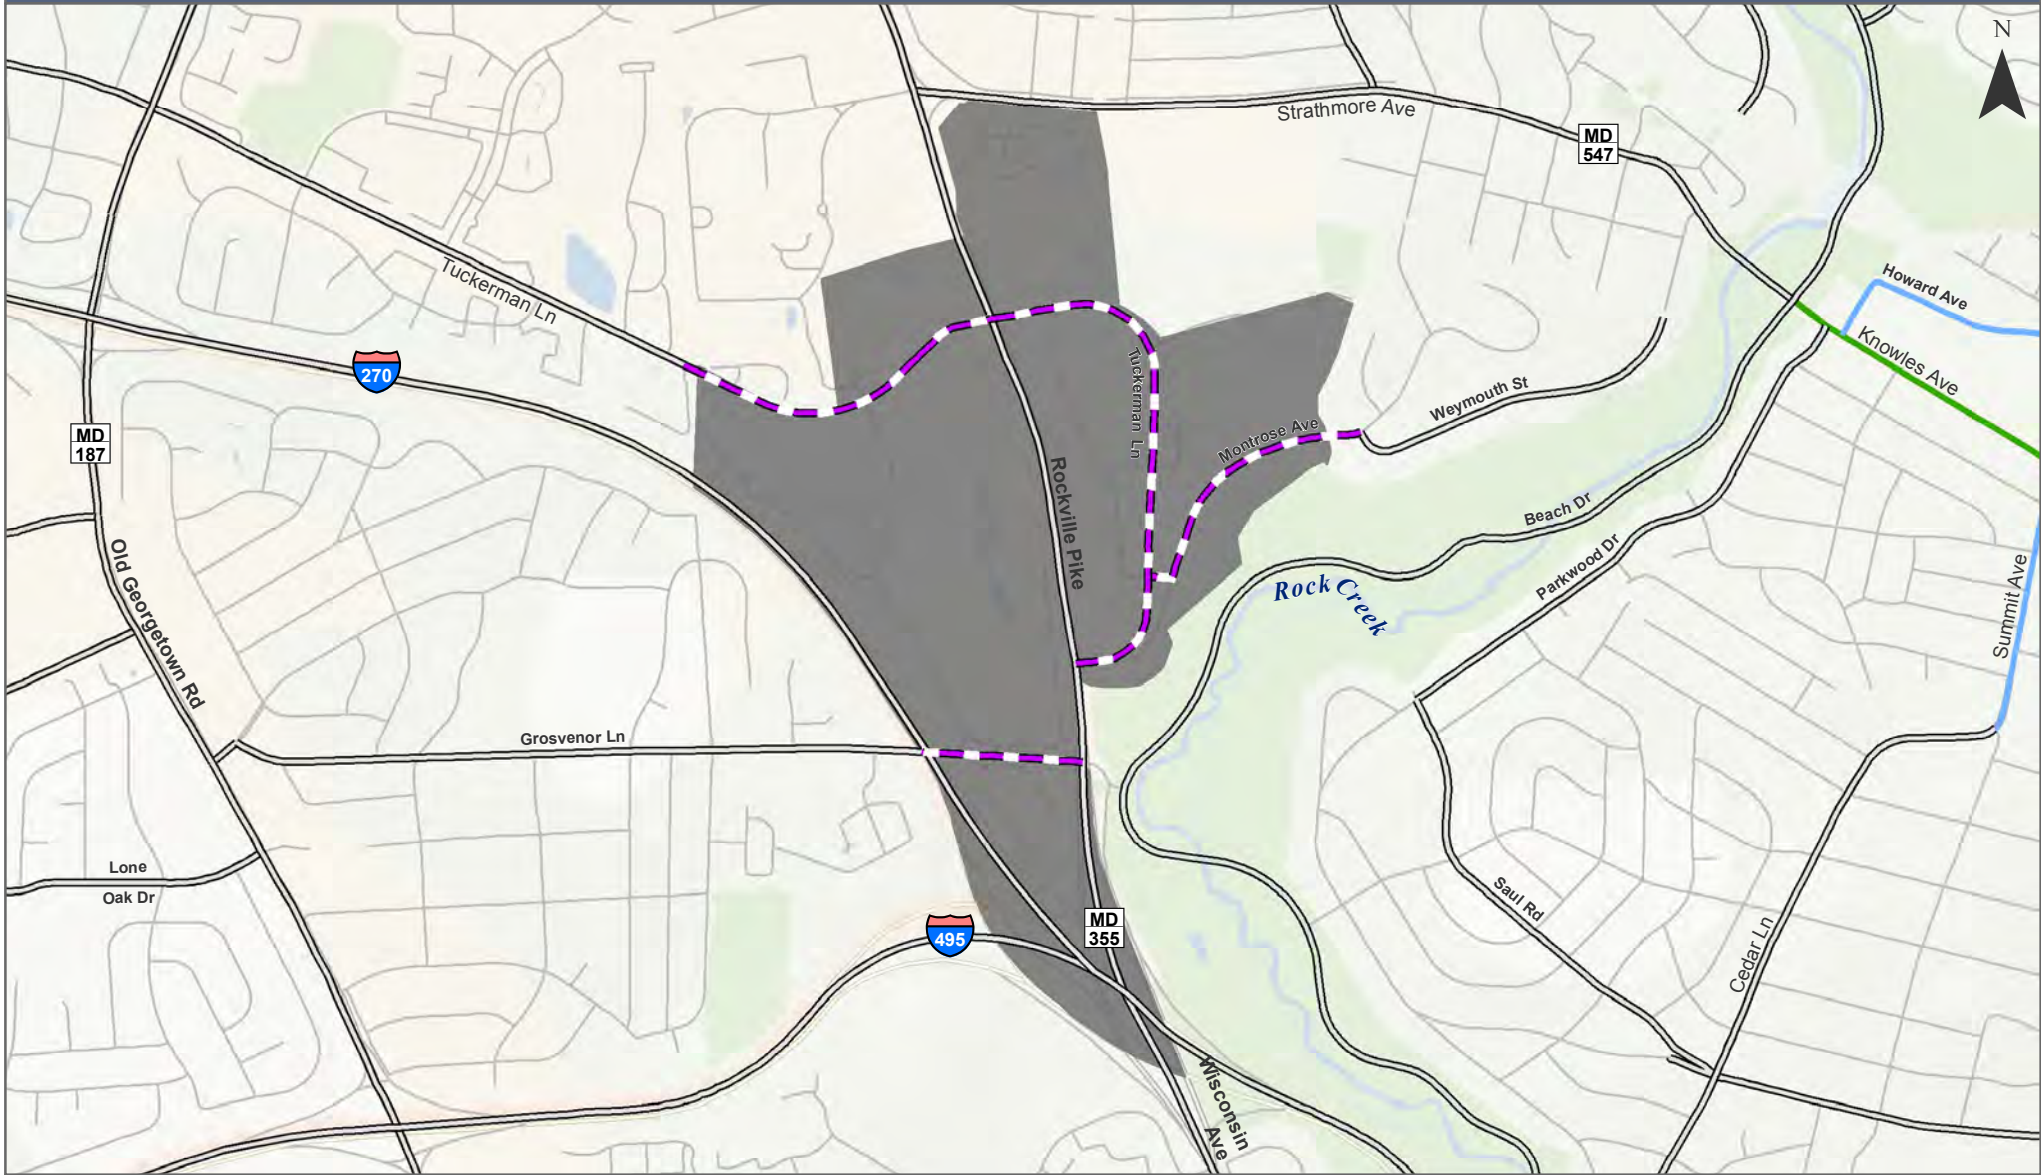 N
Strathmore Ave
MD
547
Tuckerman Ln
Howard Ave
Knowles Ave
270
Tuckerman Ln
Weymouth St
Montrose Ave
MD
187
Rockville Pike
Beach Dr
Parkwood Dr
Old Georgetown Rd
Rock Creek
Summit Ave
Grosvenor Ln
Lone
Oak Dr
Saul Rd
MD
355
495
Cedar Ln
Wisconsin
Ave